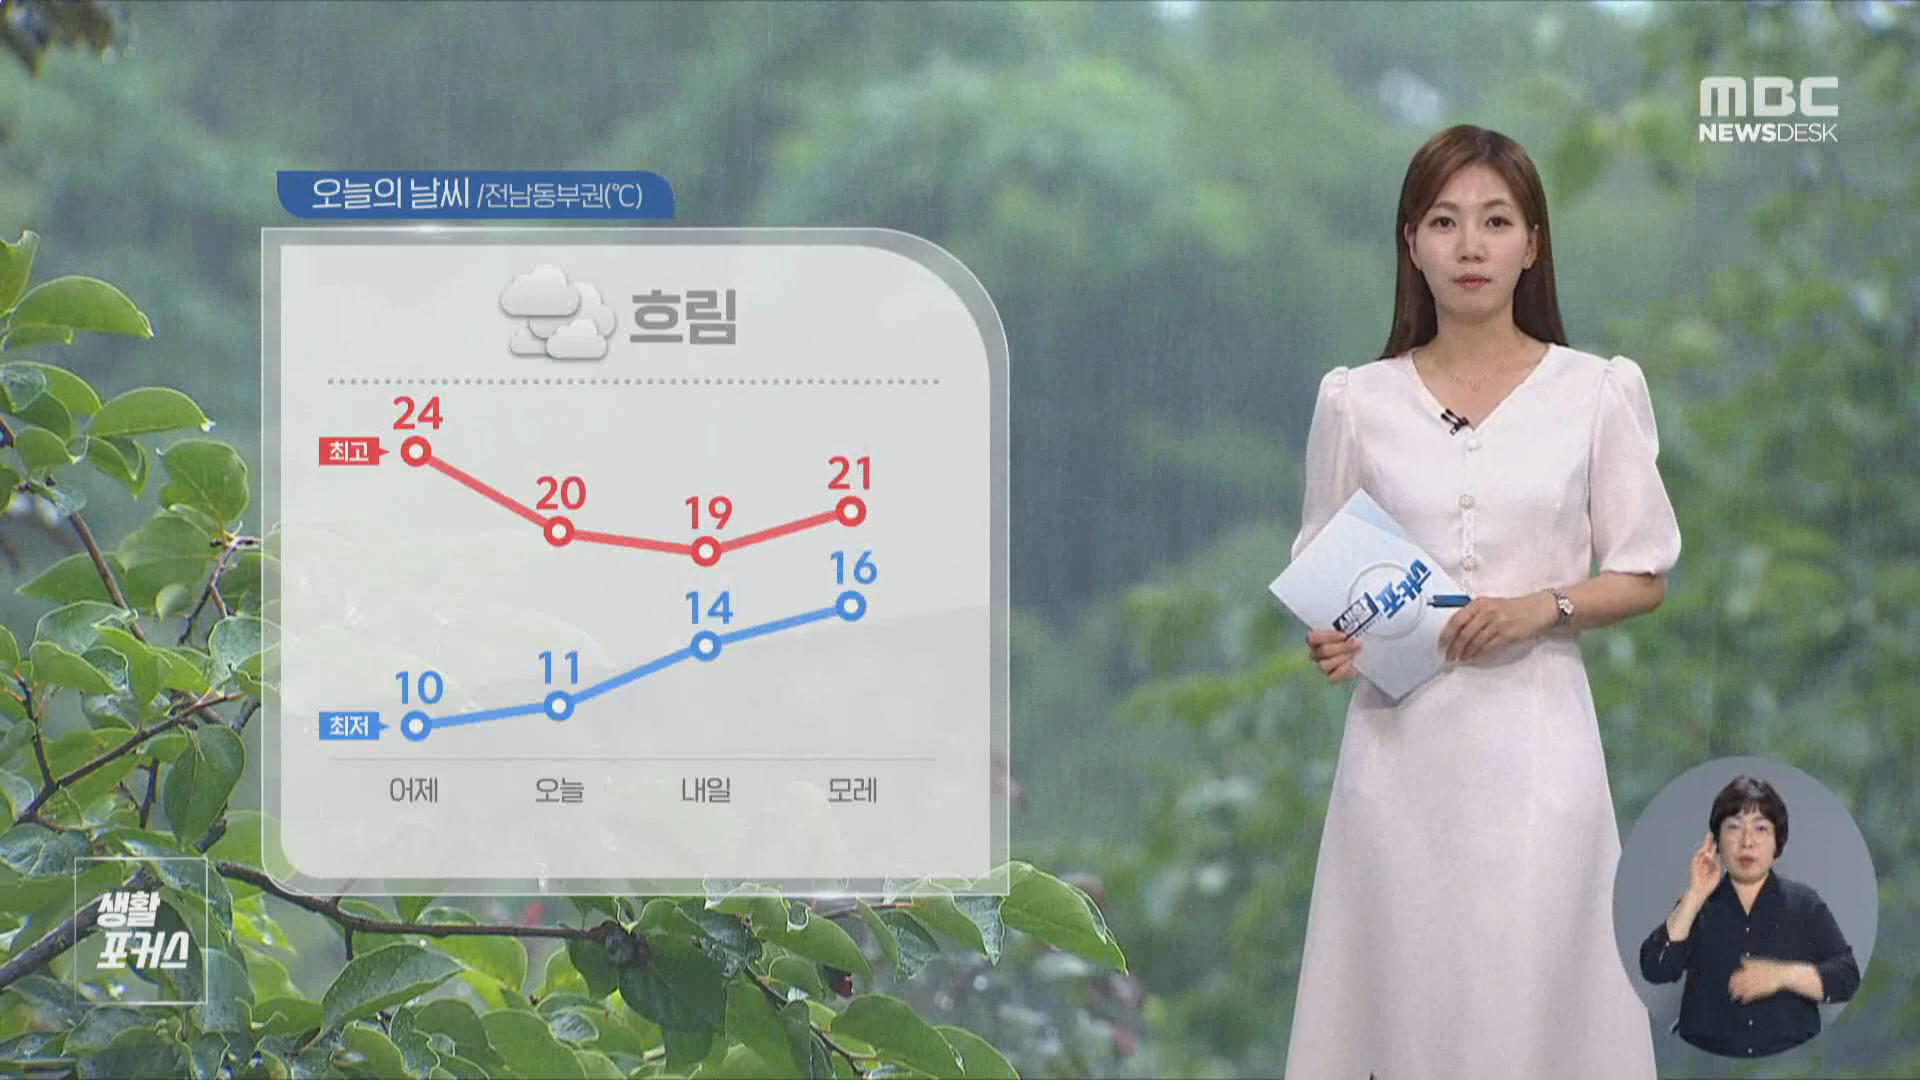 MBC
NEWSDESK
오늘의 날씨 /전남동부권(℃)
흐림
최고
24
20
19
21
최저
10
11
14
16
어제
오늘
내일
모레
생활
포커스